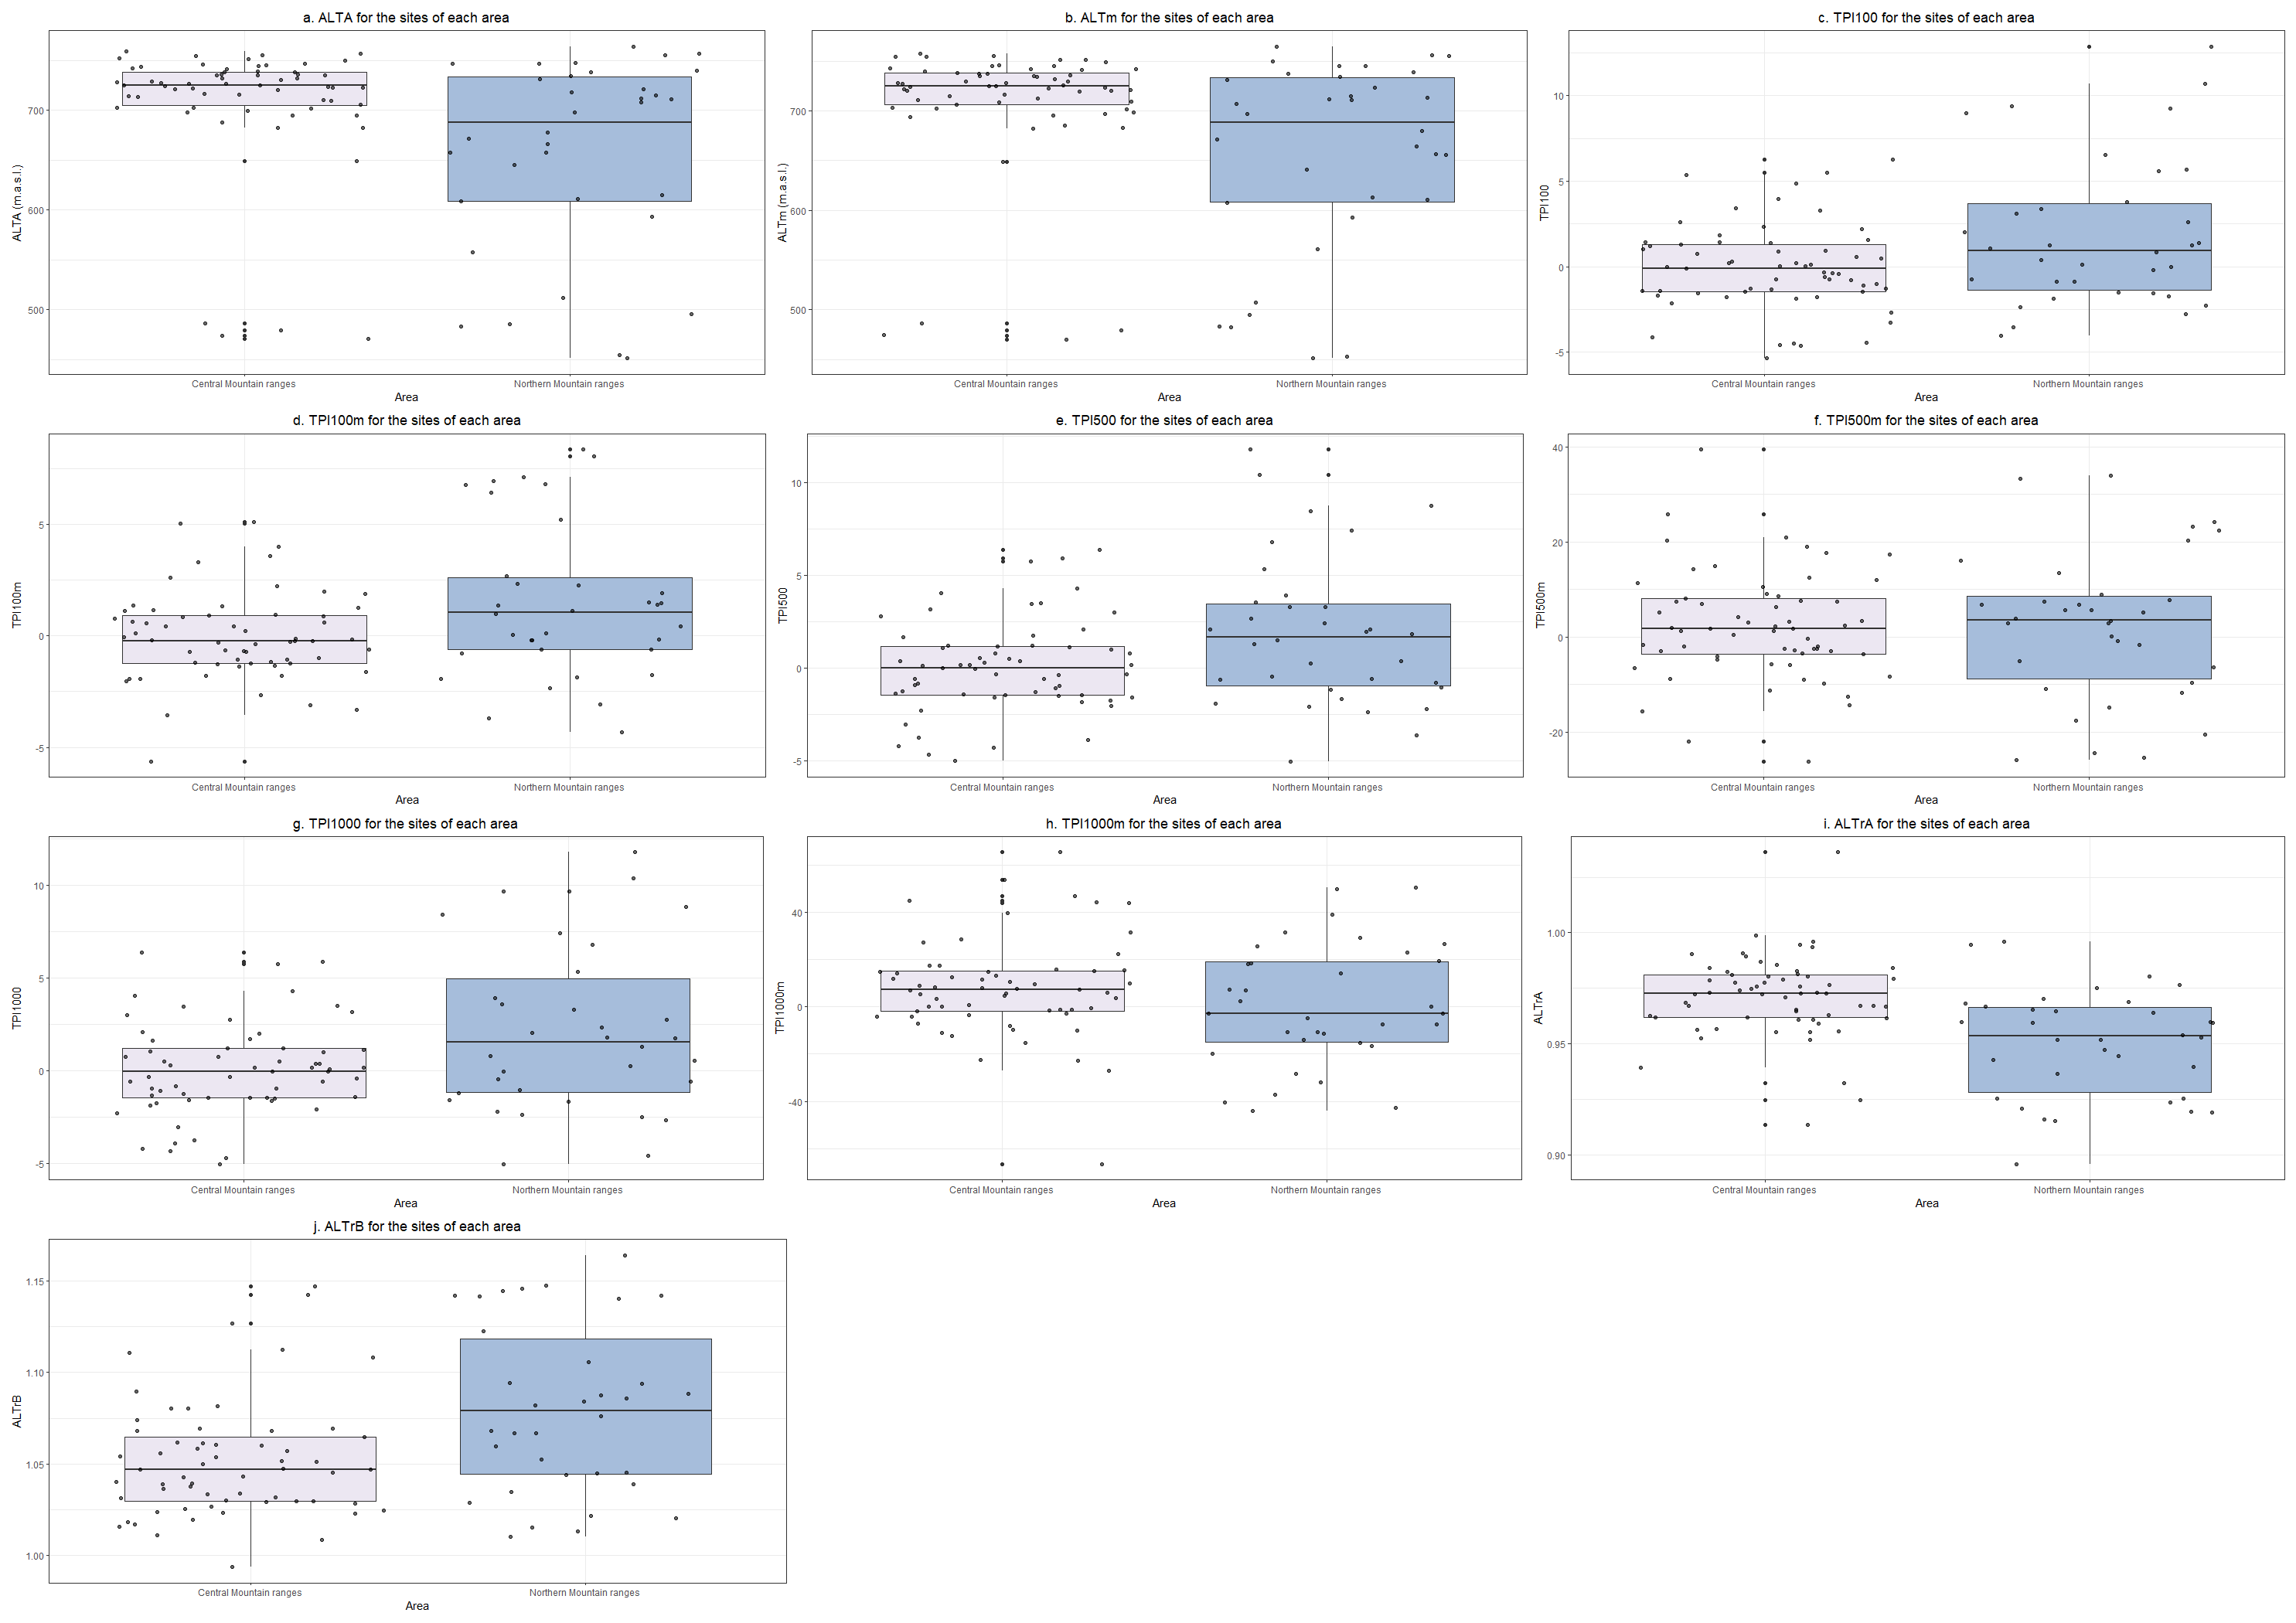 a. ALTA for the sites of each area
ALTA (m.a.s.l.)
700
600
500
Central Mountain ranges
Northern Mountain ranges
Area
b. ALTm for the sites of each area
ALTm (m.a.s.l.)
700
600
500
Central Mountain ranges
Northern Mountain ranges
Area
c. TPI100 for the sites of each area
TPI100
10
5
0
-5
Central Mountain ranges
Northern Mountain ranges
Area
d. TPI100m for the sites of each area
TPI100m
5
0
-5
Central Mountain ranges
Northern Mountain ranges
Area
e. TPI500 for the sites of each area
TPI500
10
5
0
-5
Central Mountain ranges
Northern Mountain ranges
Area
f. TPI500m for the sites of each area
TPI500m
40
20
0
-20
Central Mountain ranges
Northern Mountain ranges
Area
g. TPI1000 for the sites of each area
TPI1000
10
5
0
-5
Central Mountain ranges
Northern Mountain ranges
Area
h. TPI1000m for the sites of each area
TPI1000m
40
0
-40
Central Mountain ranges
Northern Mountain ranges
Area
i. ALTrA for the sites of each area
ALTrA
1.00
0.95
0.90
Central Mountain ranges
Northern Mountain ranges
Area
j. ALTrB for the sites of each area
ALTrB
1.15
1.10
1.05
1.00
Central Mountain ranges
Northern Mountain ranges
Area